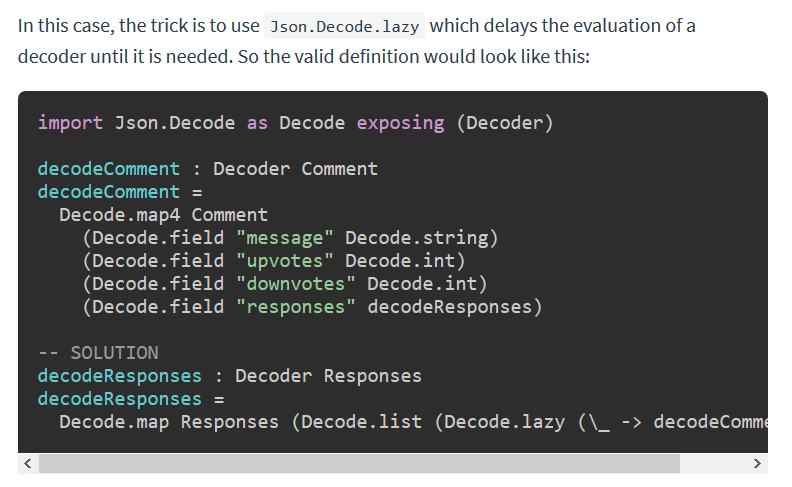 In this case, the trick is to use Json.Decode.lazy which delays the evaluation of a
decoder until it is needed. So the valid definition would look like this:
import Json.Decode as Decode exposing (Decoder)
decodeComment : Decoder Comment
decodeComment =
  Decode.map4 Comment
    (Decode.field "message" Decode.string)
    (Decode.field "upvotes" Decode.int)
    (Decode.field "downvotes" Decode.int)
    (Decode.field "responses" decodeResponses)
-- SOLUTION
decodeResponses : Decoder Responses
decodeResponses =
  Decode.map Responses (Decode.list (Decode.lazy (\_ ->